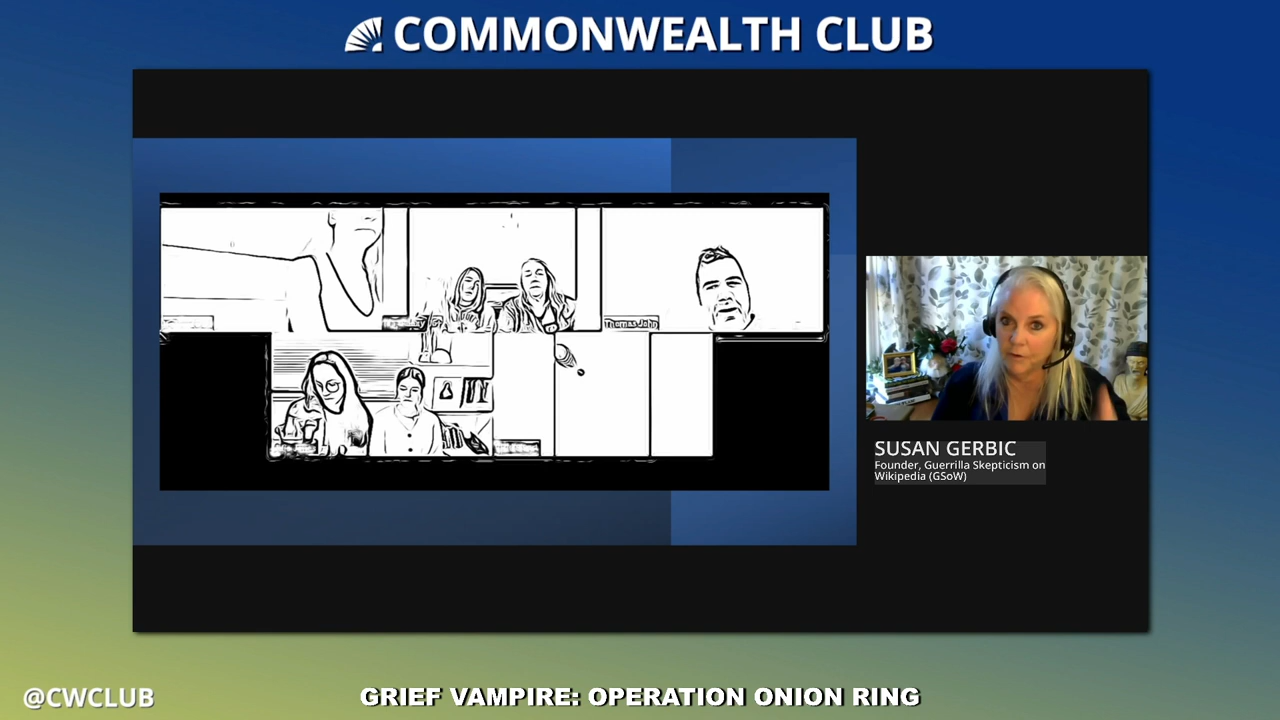 COMMONWEALTH CLUB
Thomas John
SUSAN GERBIC
Founder, Guerrilla Skepticism on
Wikipedia (GSoW)
@CWCLUB
GRIEF VAMPIRE: OPERATION ONION RING